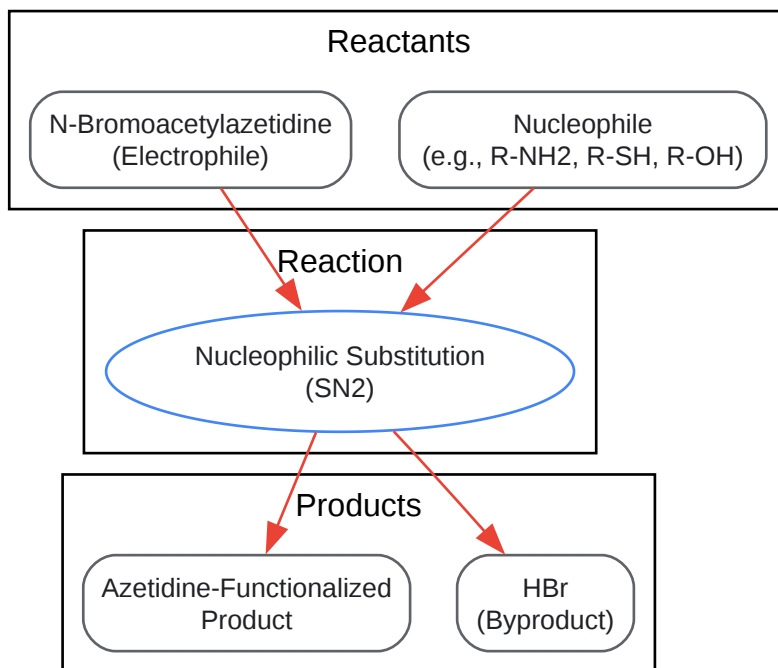 Reactants
N-Bromoacetylazetidine
(Electrophile)
Nucleophile
(e.g., R-NH2, R-SH, R-OH)
Reaction
Nucleophilic Substitution
(SN2)
Products
Azetidine-Functionalized
Product
HBr
(Byproduct)